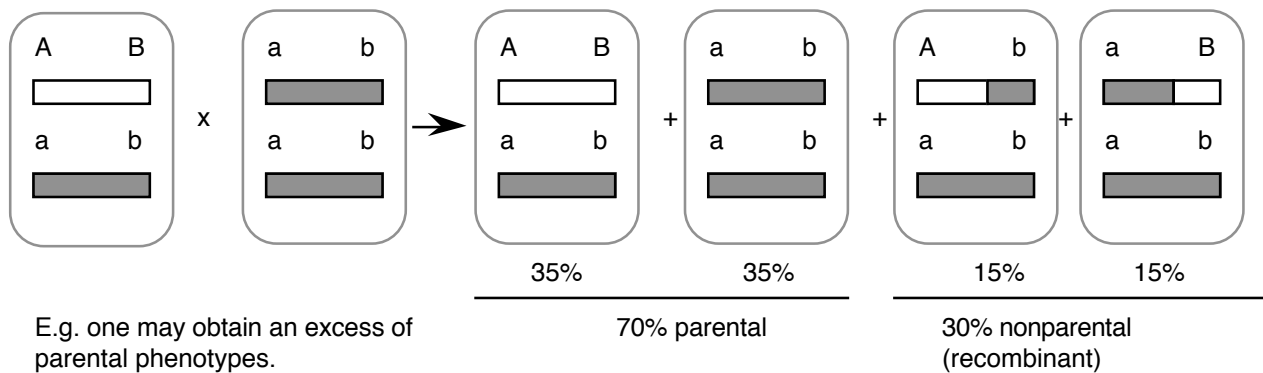 A B a b A B a b A b a B
x + + +
a b a b a b a b a b a b
35% 35% 15% 15%
E.g. one may obtain an excess of 70% parental 30% nonparental
parental phenotypes. (recombinant)